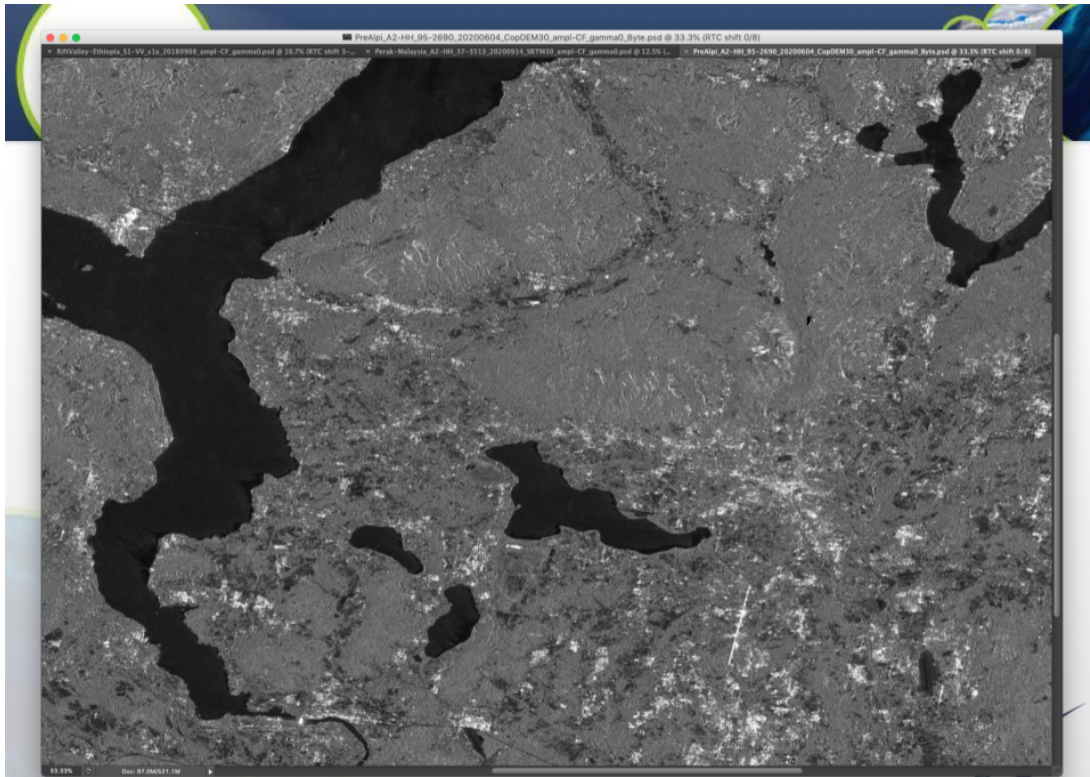 PreAlpi_A2-HH_95-2690_20200604_CopDEM30_ampl-CF_gamma0_Byte.psd @ 33.3% (RTC shift 0/8)
× RiftValley-Ethiopia_S1-VV_s1a_20180908_ampl-CF_gamma0.psd @ 16.7% (RTC shift 3-... × Perak-Malaysia_A2-HH_37-3513_20200914_SRTM30_ampl-CF_gamma0.psd @ 12.5% (... × PreAlpi_A2-HH_95-2690_20200604_CopDEM30_ampl-CF_gamma0_Byte.psd @ 33.3% (RTC shift 0/8)
33.33% Doc: 97.0M/521.1M